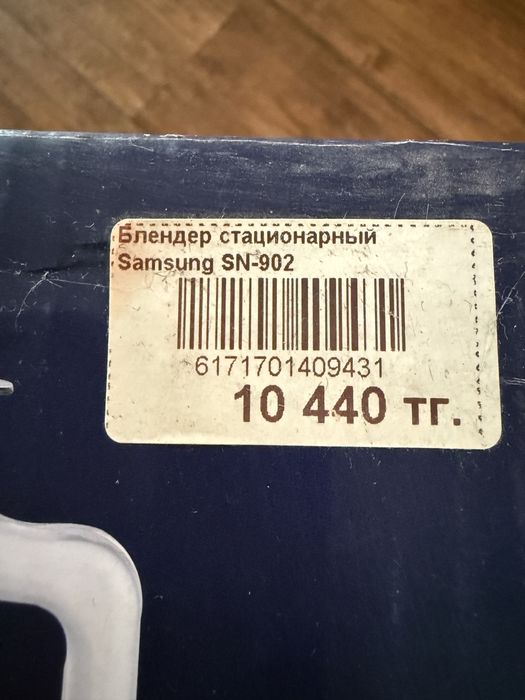 Блендер стационарный
Samsung SN-902
6171701409431
10 440 тг.